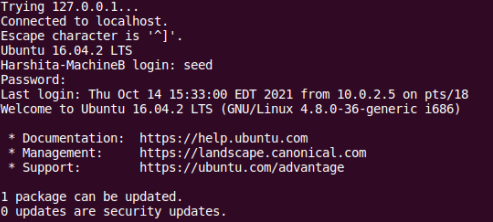 Trying 127.0.0.1...
Connected to localhost.
Escape character is '^]'.
Ubuntu 16.04.2 LTS
Harshita-MachineB login: seed
Password:
Last login: Thu Oct 14 15:33:00 EDT 2021 from 10.0.2.5 on pts/18
Welcome to Ubuntu 16.04.2 LTS (GNU/Linux 4.8.0-36-generic i686)

 * Documentation:  https://help.ubuntu.com
 * Management:     https://landscape.canonical.com
 * Support:        https://ubuntu.com/advantage

1 package can be updated.
0 updates are security updates.